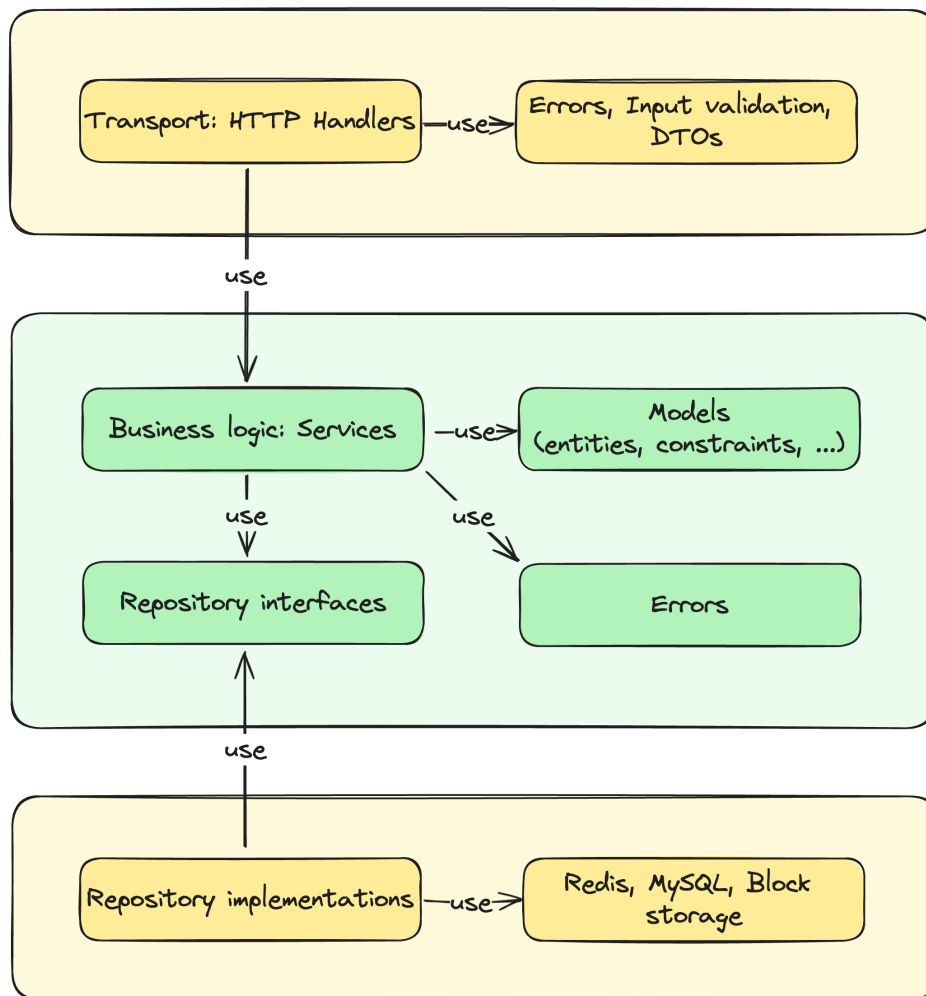 Transport: HTTP Handlers
use
Errors, Input validation,
DTOs
use
Business logic: Services
use
Models
(entities, constraints, ...)
use
use
Repository interfaces
Errors
use
Repository implementations
use
Redis, MySQL, Block
storage